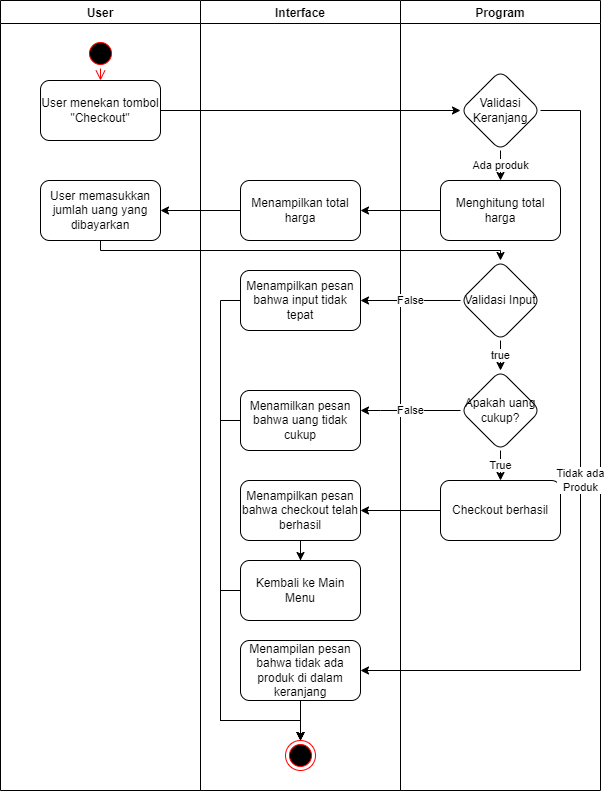 User
Interface
Program
User menekan tombol
"Checkout"
Validasi
Keranjang
Ada produk
User memasukkan
jumlah uang yang
dibayarkan
Menampilkan total
harga
Menghitung total
harga
Menampilkan pesan
bahwa input tidak
tepat
False
Validasi Input
true
Menamilkan pesan
bahwa uang tidak
cukup
False
Apakah uang
cukup?
True
Tidak ada
Produk
Menampilkan pesan
bahwa checkout telah
berhasil
Checkout berhasil
Kembali ke Main
Menu
Menampilan pesan
bahwa tidak ada
produk di dalam
keranjang